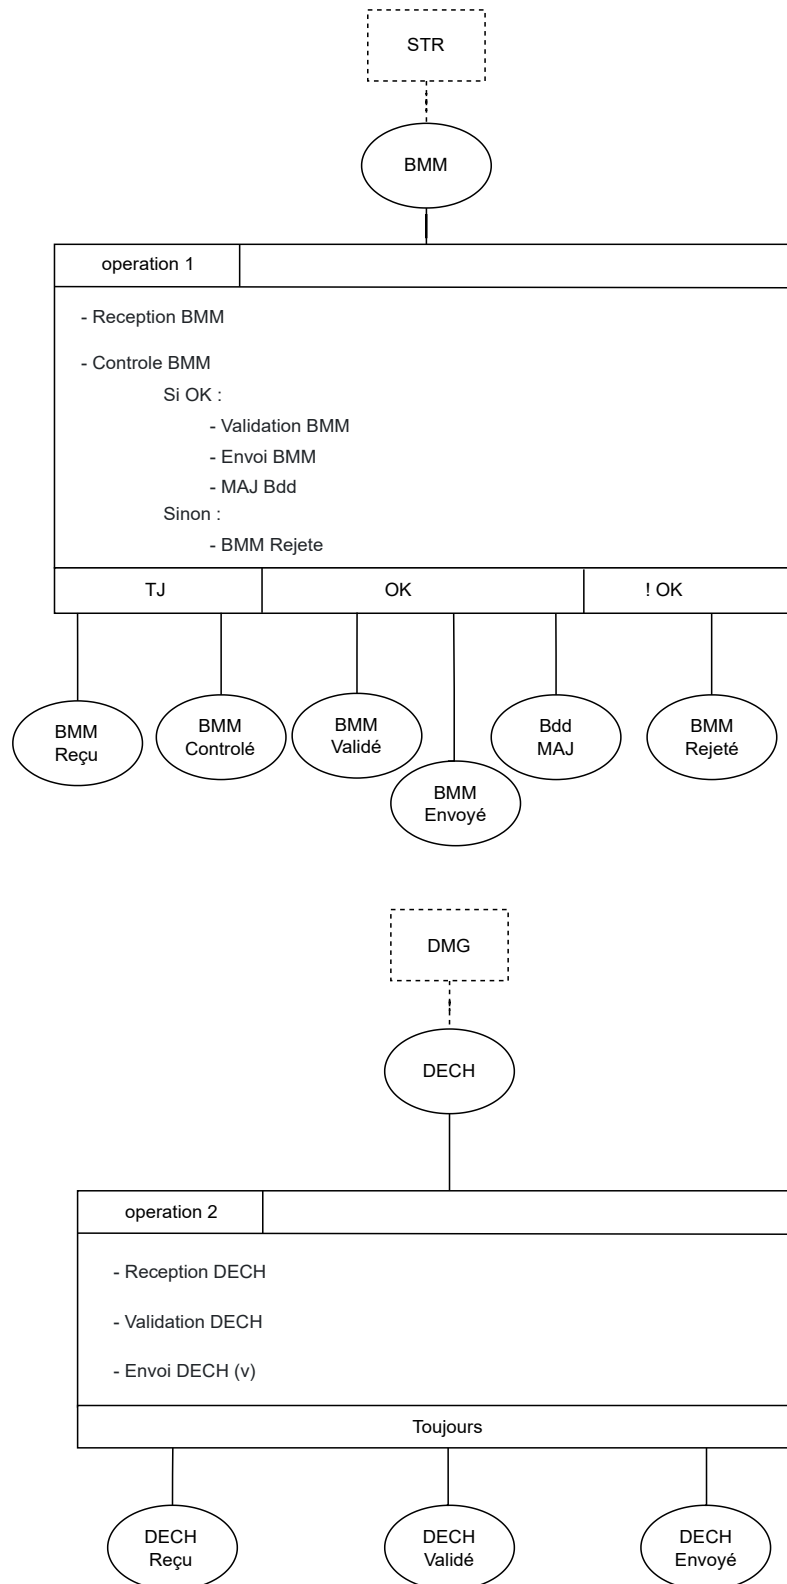 STR
BMM
operation 1
- Reception BMM
- Controle BMM
Si OK :
- Validation BMM
- Envoi BMM
- MAJ Bdd
Sinon :
- BMM Rejete
TJ
OK
! OK
BMM
Reçu
BMM
Controlé
BMM
Validé
BMM
Envoyé
Bdd
MAJ
BMM
Rejeté
DMG
DECH
operation 2
- Reception DECH
- Validation DECH
- Envoi DECH (v)
Toujours
DECH
Reçu
DECH
Validé
DECH
Envoyé